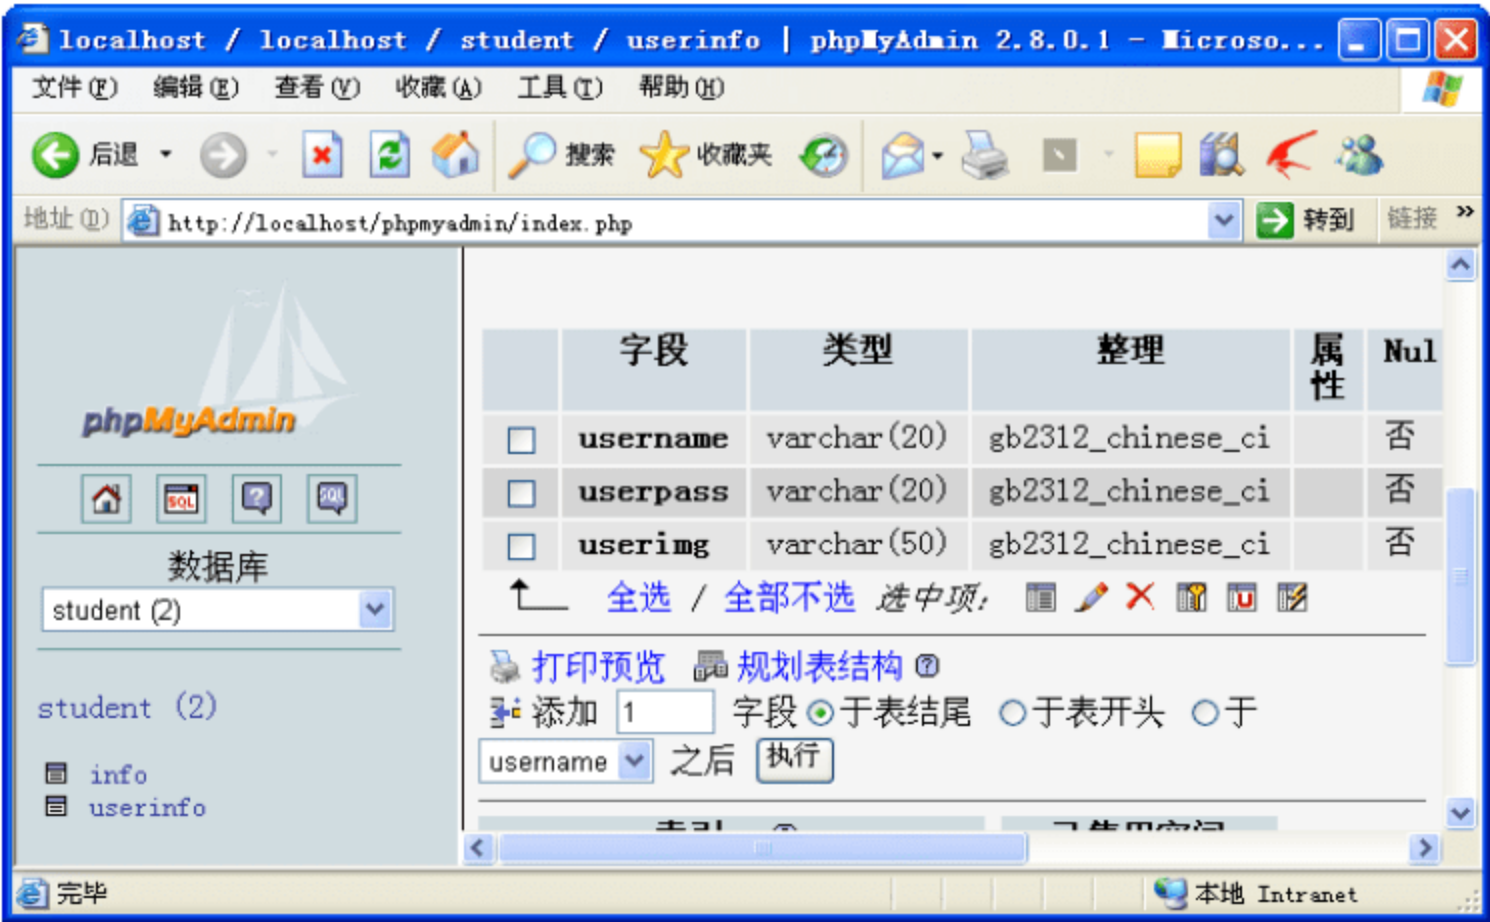 localhost / localhost / student / userinfo | phpMyAdmin 2.8.0.1 - Microso...
文件(F) 编辑(E) 查看(V) 收藏(A) 工具(T) 帮助(H)
后退 搜索 收藏夹
地址(D) http://localhost/phpmyadmin/index.php 转到 链接 »
phpMyAdmin
SQL ? SQL
数据库
student (2)
student (2)
info
userinfo
字段 类型 整理 属性 Nul
username varchar(20) gb2312_chinese_ci 否
userpass varchar(20) gb2312_chinese_ci 否
userimg varchar(50) gb2312_chinese_ci 否
全选 / 全部不选 选中项:
打印预览 规划表结构 ?
添加 1 字段 于表结尾 于表开头 于
username 之后 执行
完毕 本地 Intranet